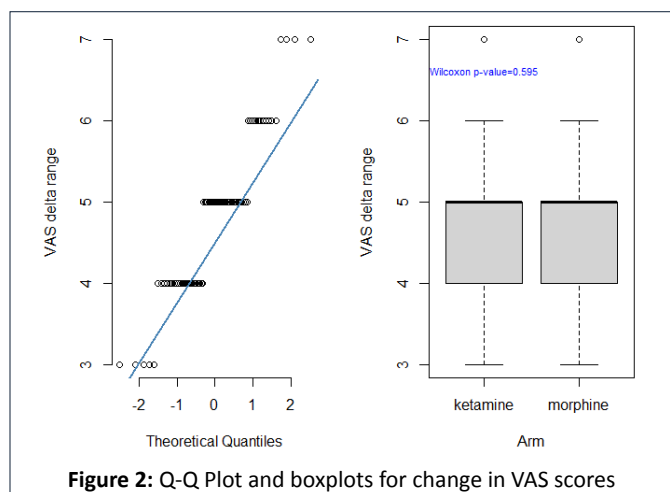 VAS delta range
7
6
5
4
3
-2 -1 0 1 2
Theoretical Quantiles
VAS delta range
7
6
5
4
3
Wilcoxon p-value=0.595
ketamine morphine
Arm
Figure 2: Q-Q Plot and boxplots for change in VAS scores